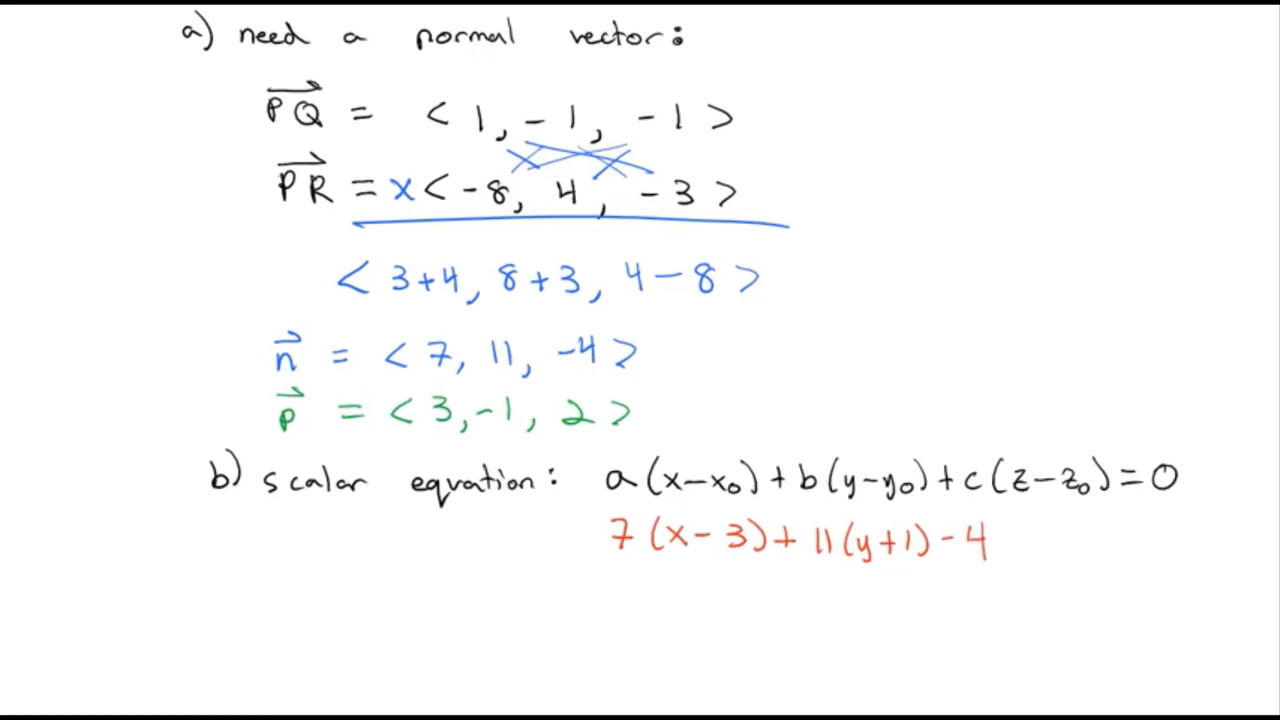 a) need a normal vector:
PQ = < 1, -1, -1 >
PR = x < -8, 4, -3 >
< 3+4, 8+3, 4-8 >
n = < 7, 11, -4 >
p = < 3, -1, 2 >
b) scalar equation: a(x-x₀)+b(y-y₀)+c(z-z₀)=0
7(x-3)+11(y+1)-4